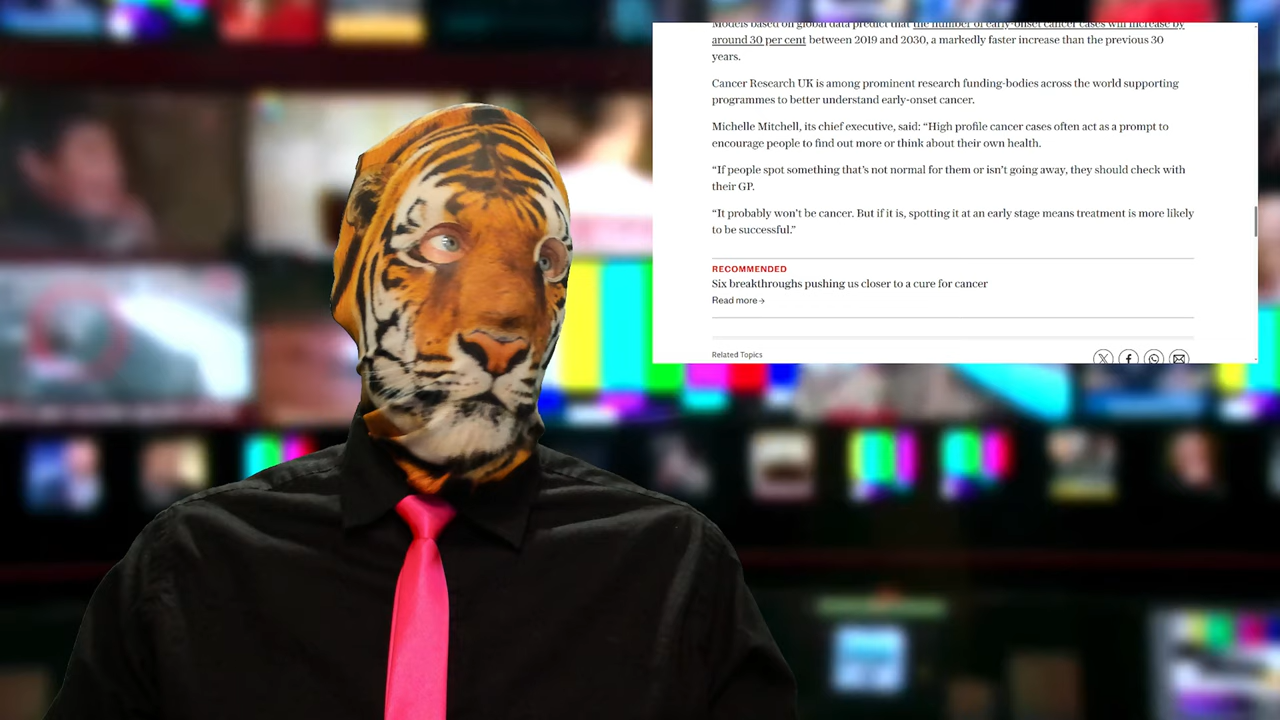 Models based on global data predict that the number of early-onset cancer cases will increase by
around 30 per cent between 2019 and 2030, a markedly faster increase than the previous 30
years.
Cancer Research UK is among prominent research funding-bodies across the world supporting
programmes to better understand early-onset cancer.
Michelle Mitchell, its chief executive, said: “High profile cancer cases often act as a prompt to
encourage people to find out more or think about their own health.
“If people spot something that’s not normal for them or isn’t going away, they should check with
their GP.
“It probably won’t be cancer. But if it is, spotting it at an early stage means treatment is more likely
to be successful.”
RECOMMENDED
Six breakthroughs pushing us closer to a cure for cancer
Read more→
Related Topics